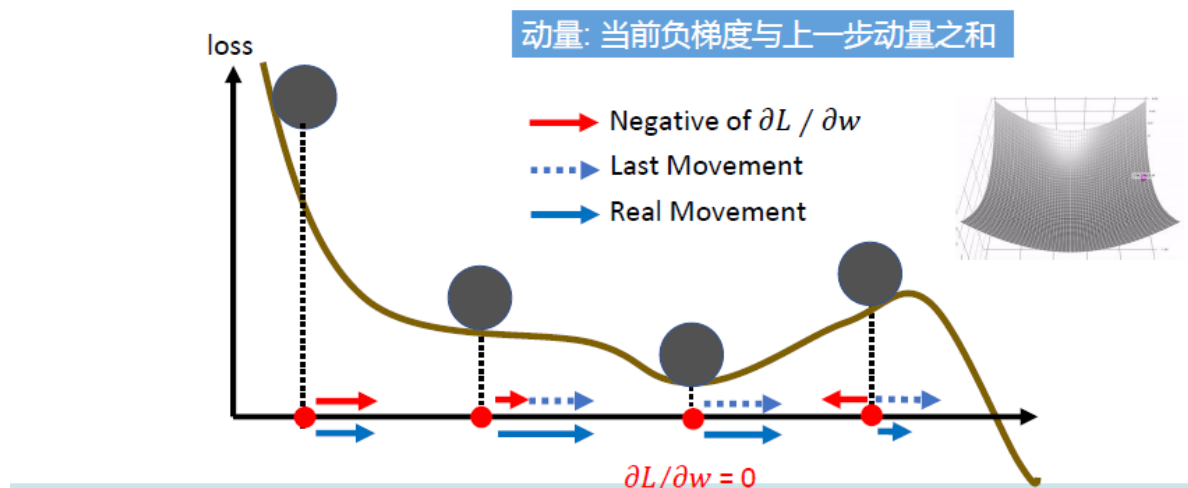 动量: 当前负梯度与上一步动量之和
loss
Negative of ∂L / ∂w
Last Movement
Real Movement
∂L/∂w = 0